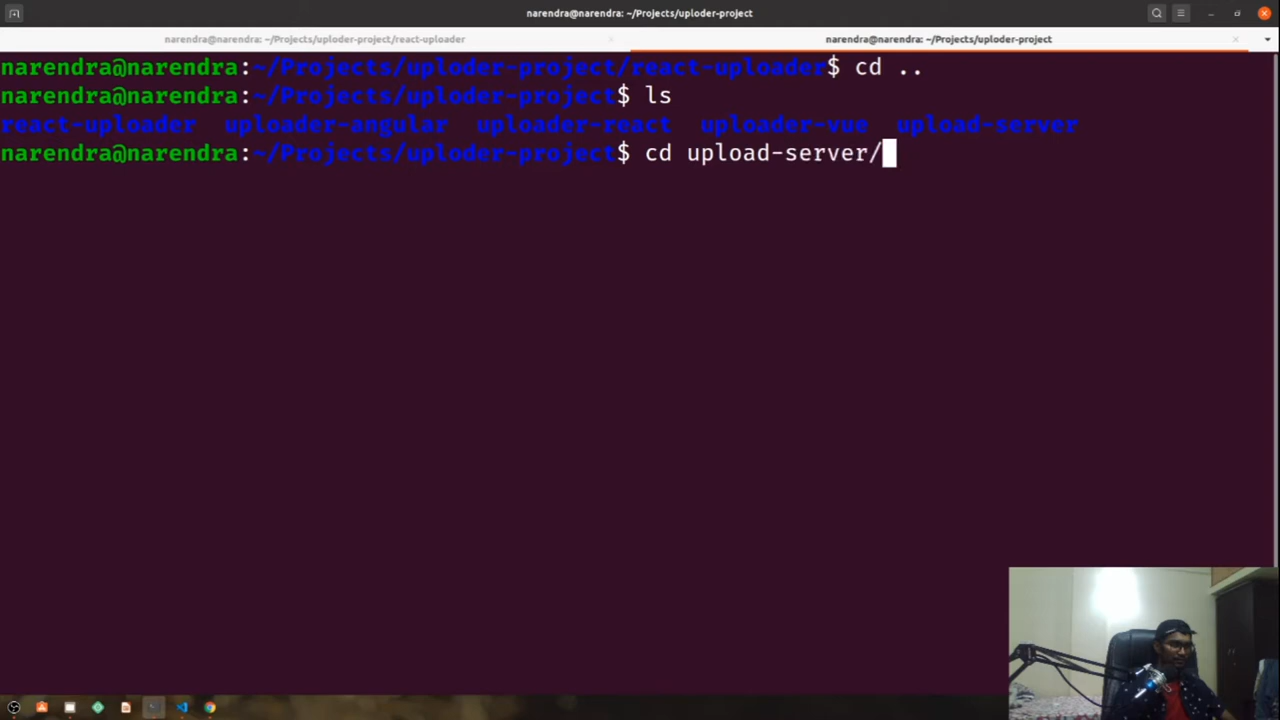 narendra@narendra: ~/Projects/uploder-project
narendra@narendra: ~/Projects/uploder-project/react-uploader
narendra@narendra: ~/Projects/uploder-project
narendra@narendra:~/Projects/uploder-project/react-uploader$ cd ..
narendra@narendra:~/Projects/uploder-project$ ls
react-uploader uploader-angular uploader-react uploader-vue upload-server
narendra@narendra:~/Projects/uploder-project$ cd upload-server/